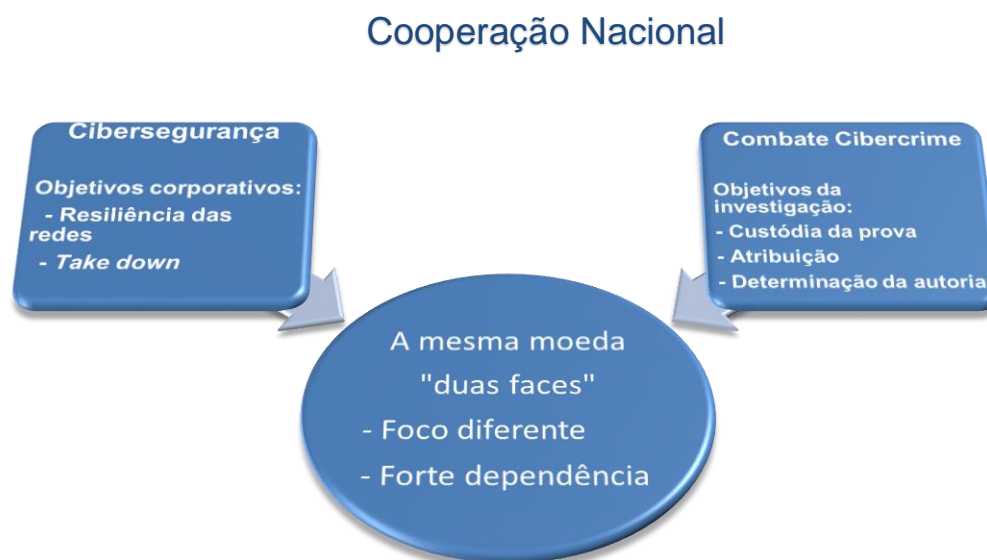 Cooperação Nacional
Cibersegurança
Objetivos corporativos:
- Resiliência das
redes
- Take down
Combate Cibercrime
Objetivos da
investigação:
- Custódia da prova
- Atribuição
- Determinação da autoria
A mesma moeda
"duas faces"
- Foco diferente
- Forte dependência